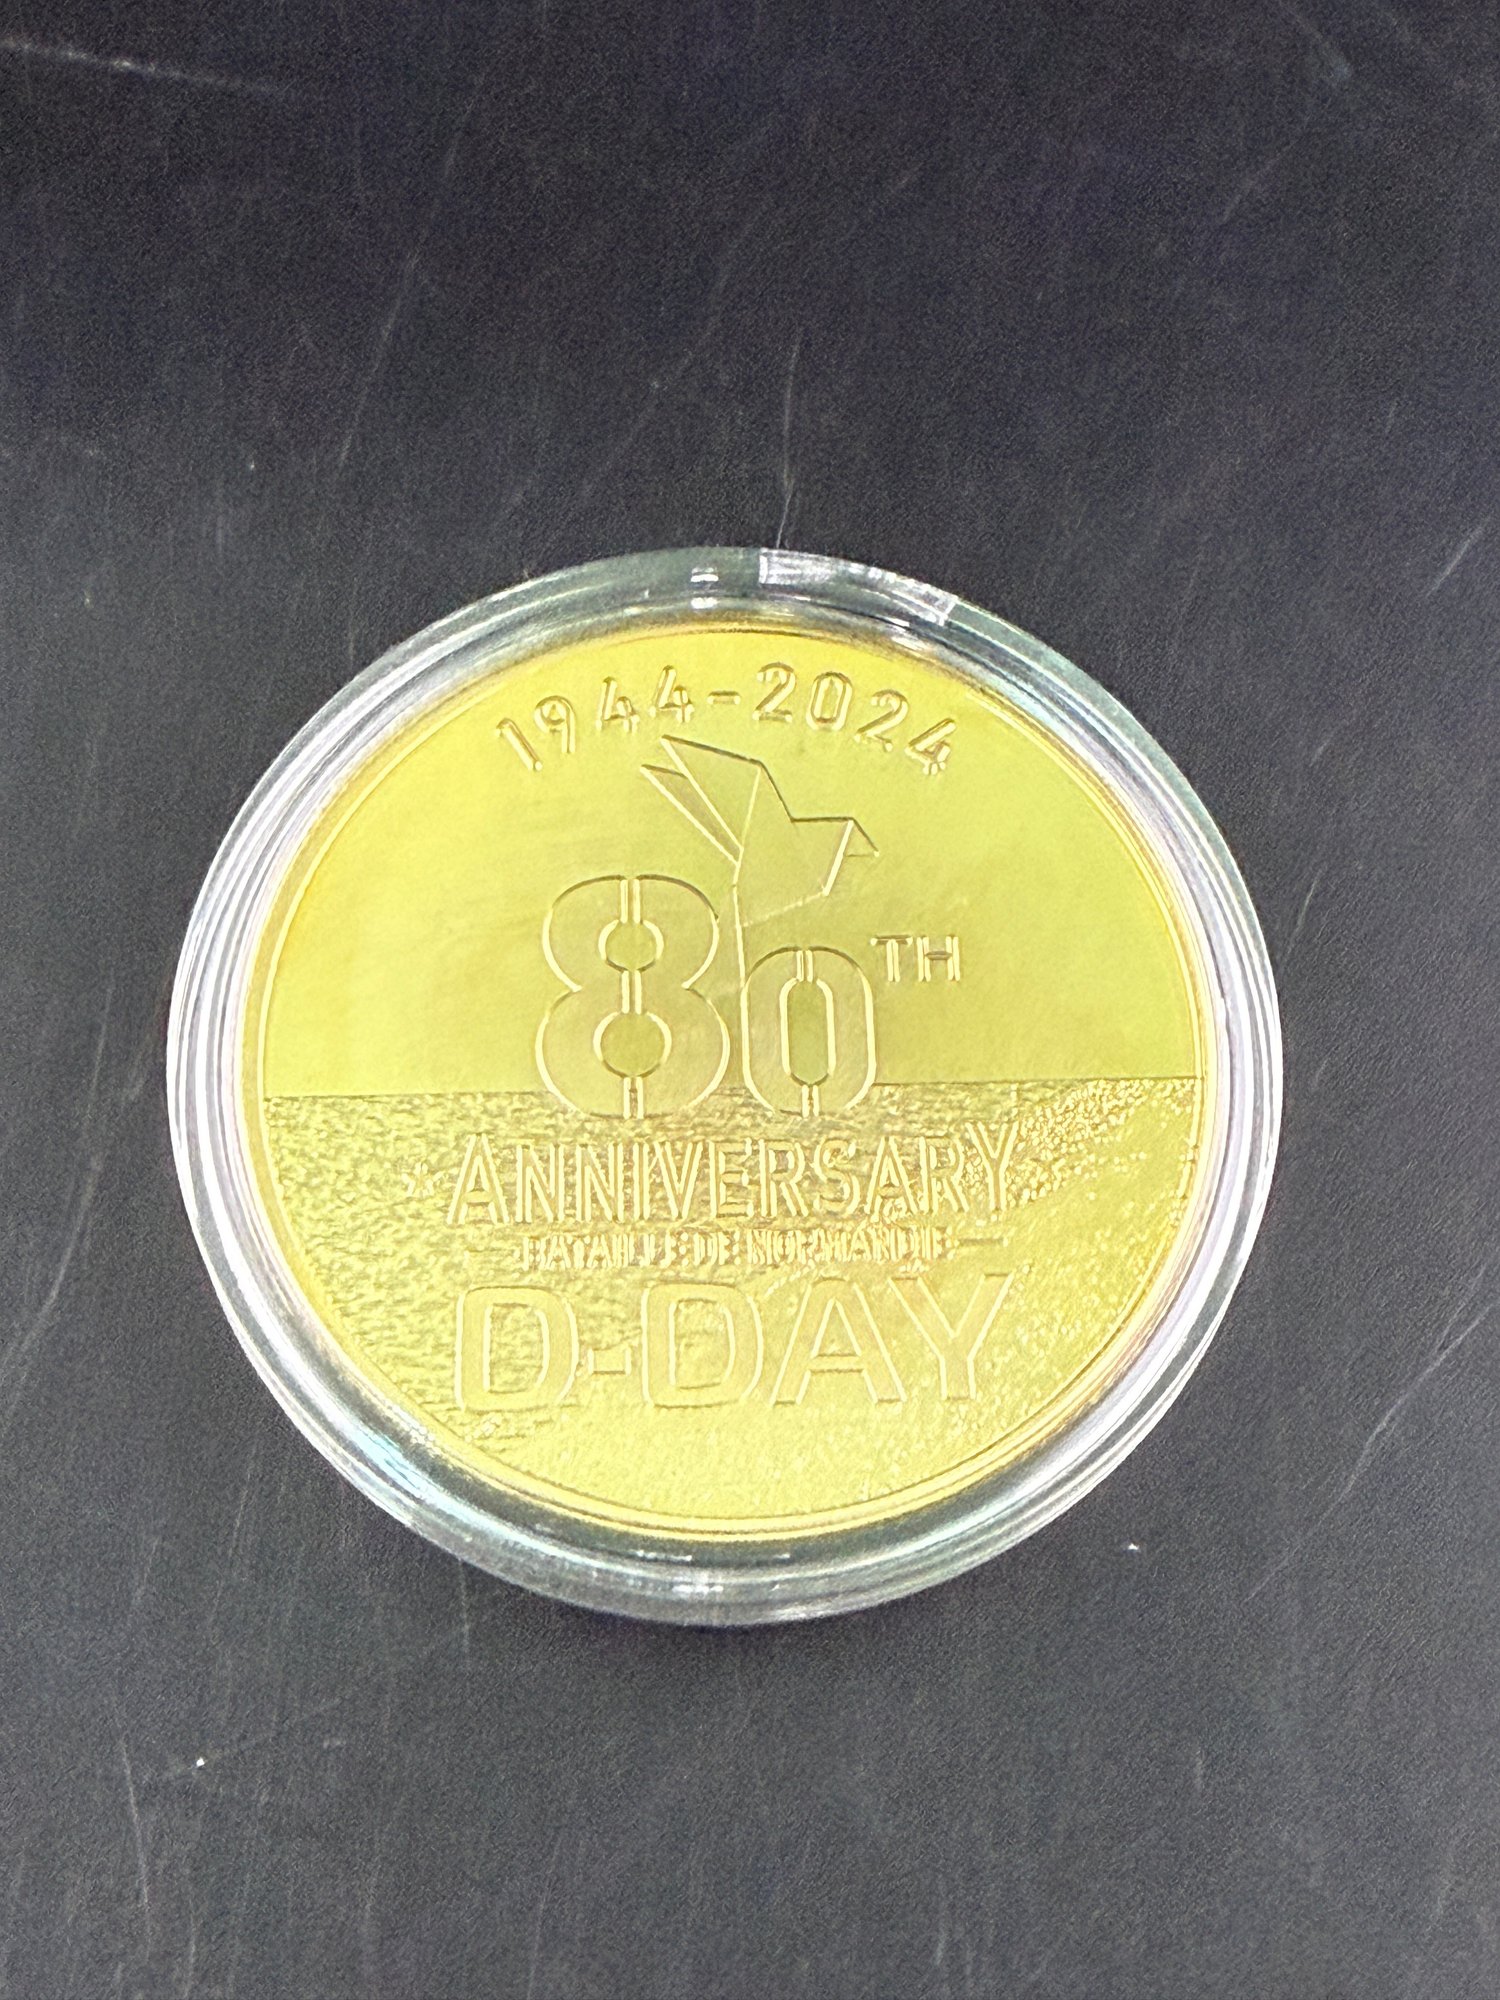 1944-2024
80TH
ANNIVERSARY
BATAILLE DE NORMANDIE
D-DAY